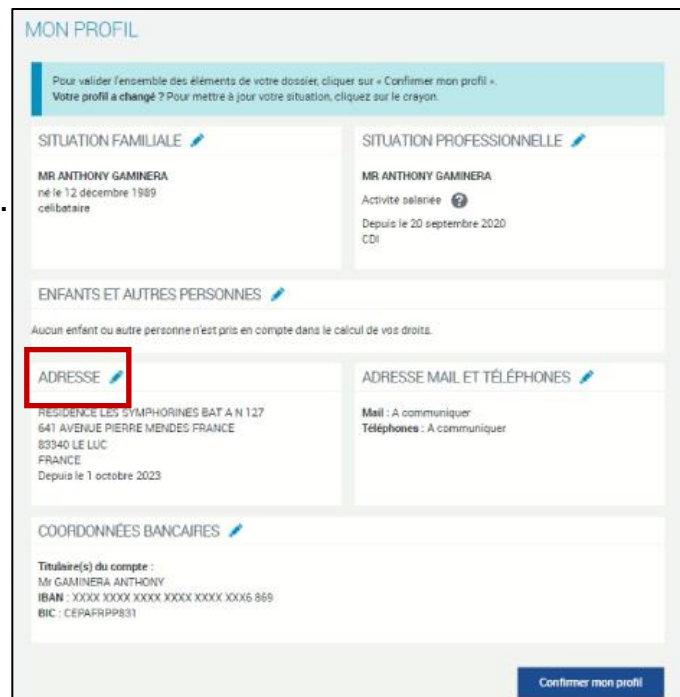 MON PROFIL
Pour valider l'ensemble des éléments de votre dossier, cliquer sur « Confirmer mon profil ».
Votre profil a changé ? Pour mettre à jour votre situation, cliquez sur le crayon.
SITUATION FAMILIALE
MR ANTHONY GAMINERA
né le 12 décembre 1989
célibataire
SITUATION PROFESSIONNELLE
MR ANTHONY GAMINERA
Activité salariée ?
Depuis le 20 septembre 2020
CDI
ENFANTS ET AUTRES PERSONNES
Aucun enfant ou autre personne n'est pris en compte dans le calcul de vos droits.
ADRESSE
RESIDENCE LES SYMPHORINES BAT A N 127
641 AVENUE PIERRE MENDES FRANCE
83340 LE LUC
FRANCE
Depuis le 1 octobre 2023
ADRESSE MAIL ET TÉLÉPHONES
Mail : A communiquer
Téléphones : A communiquer
COORDONNÉES BANCAIRES
Titulaire(s) du compte :
Mr GAMINERA ANTHONY
IBAN : XXXX XXXX XXXX XXXX XXXX XXX6 869
BIC : CEPAFRPP831
Confirmer mon profil